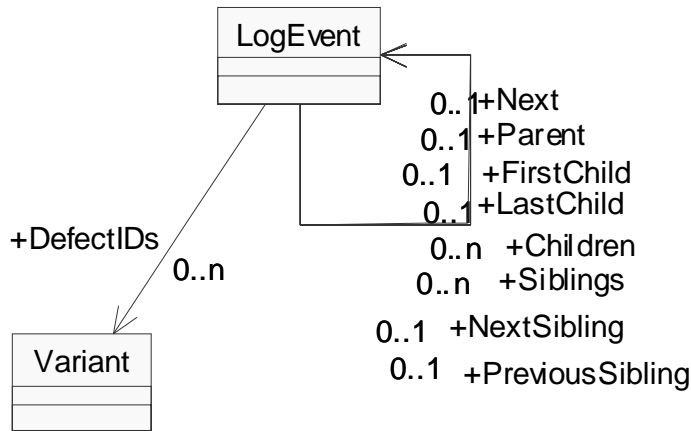 LogEvent
0..1 +Next
0..1 +Parent
0..1 +FirstChild
0..1 +LastChild
+DefectIDs
0..n +Children
0..n
0..n +Siblings
0..1 +NextSibling
Variant
0..1 +PreviousSibling